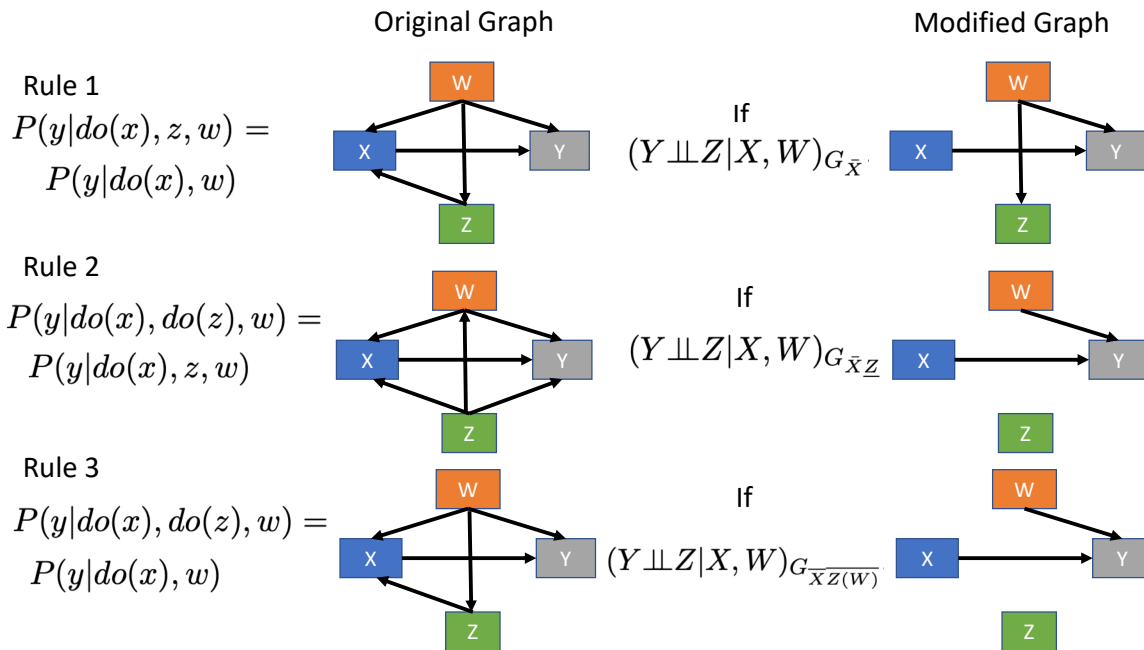 Original Graph
Modified Graph
Rule 1
P(y|do(x), z, w) =
P(y|do(x), w)
W
X
Y
Z
If
(Y ⫫ Z|X, W)_{G_{\bar{X}}}
W
X
Y
Z
Rule 2
P(y|do(x), do(z), w) =
P(y|do(x), z, w)
W
X
Y
Z
If
(Y ⫫ Z|X, W)_{G_{\bar{X}\underline{Z}}}
W
X
Y
Z
Rule 3
P(y|do(x), do(z), w) =
P(y|do(x), w)
W
X
Y
Z
If
(Y ⫫ Z|X, W)_{G_{\overline{X}\overline{Z(W)}}}
W
X
Y
Z